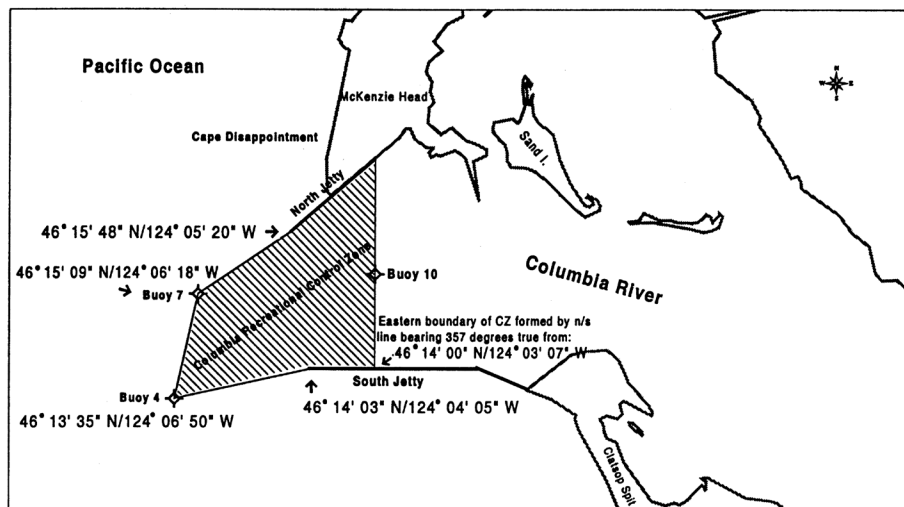 Pacific Ocean
N
W E
S
McKenzie Head
Cape Disappointment
Sand I.
North Jetty
46° 15' 48" N/124° 05' 20" W
46° 15' 09" N/124° 06' 18" W
Buoy 7
Columbia Recreational Control Zone
Buoy 10
Columbia River
Eastern boundary of CZ formed by n/s
line bearing 357 degrees true from:
46° 14' 00" N/124° 03' 07" W
South Jetty
Buoy 4
46° 14' 03" N/124° 04' 05" W
46° 13' 35" N/124° 06' 50" W
Clatsop Spit